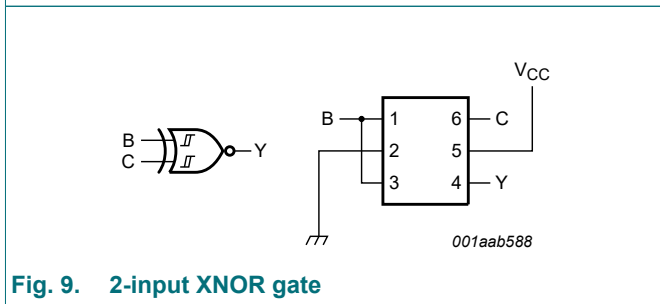 VCC
B
C
Y
B
1
6
C
2
5
3
4
Y
001aab588
Fig. 9. 2-input XNOR gate